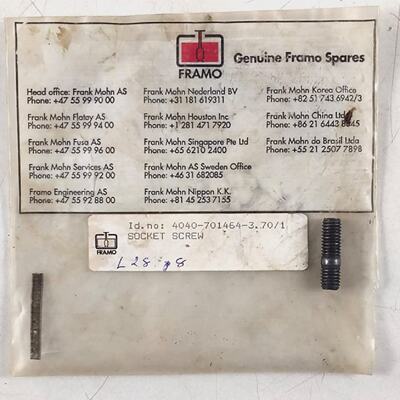 FRAMO
Genuine Framo Spares
Head office: Frank Mohn AS
Phone: +47 55 99 90 00
Frank Mohn Flatøy AS
Phone: +47 55 99 94 00
Frank Mohn Fusa AS
Phone: +47 55 99 96 00
Frank Mohn Services AS
Phone: +47 55 99 92 00
Framo Engineering AS
Phone: +47 55 92 88 00
Frank Mohn Nederland BV
Phone: +31 181 619311
Frank Mohn Houston Inc
Phone: +1 281 471 7920
Frank Mohn Singapore Pte Ltd
Phone: +65 6210 2400
Frank Mohn AS Sweden Office
Phone: +46 31 682085
Frank Mohn Nippon K.K.
Phone: +81 45 253 7155
Frank Mohn Korea Office
Phone: +82 51 743 6942/3
Frank Mohn China Ltd
Phone: +86 21 6443 8845
Frank Mohn do Brasil Ltda
Phone: +55 21 2507 7898
FRAMO
Id.no: 4040-701464-3.70/1
SOCKET SCREW
L28